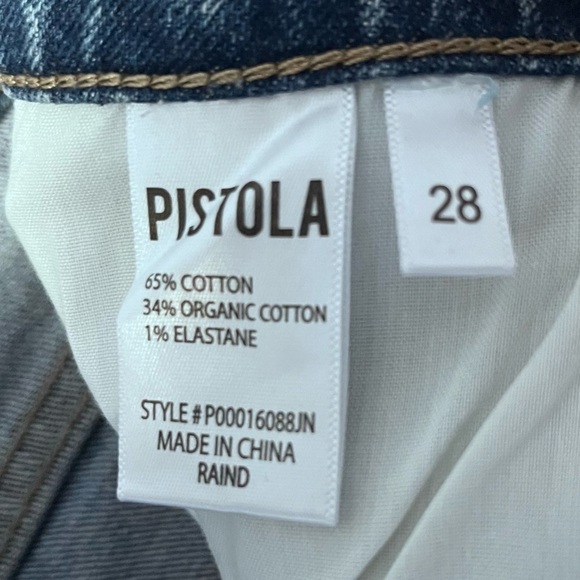 PISTOLA
65% COTTON
34% ORGANIC COTTON
1% ELASTANE
STYLE # P00016088JN
MADE IN CHINA
RAIND
28